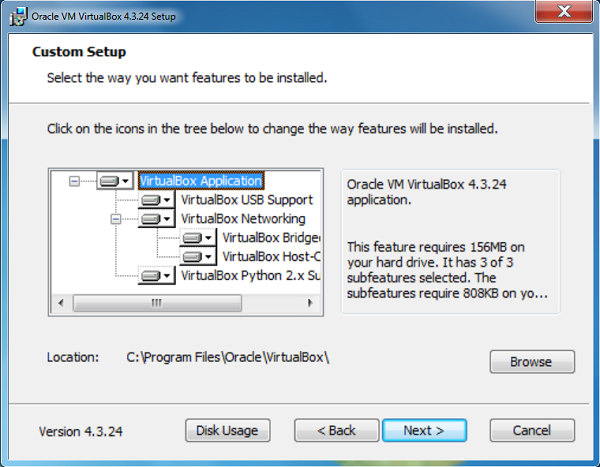 Oracle VM VirtualBox 4.3.24 Setup
Custom Setup
Select the way you want features to be installed.
Click on the icons in the tree below to change the way features will be installed.
VirtualBox Application
VirtualBox USB Support
VirtualBox Networking
VirtualBox Bridge
VirtualBox Host-
VirtualBox Python 2.x Su
Oracle VM VirtualBox 4.3.24
application.
This feature requires 156MB on
your hard drive. It has 3 of 3
subfeatures selected. The
subfeatures require 808KB on yo...
Location: C:\Program Files\Oracle\VirtualBox\
Browse
Version 4.3.24
Disk Usage
< Back
Next >
Cancel